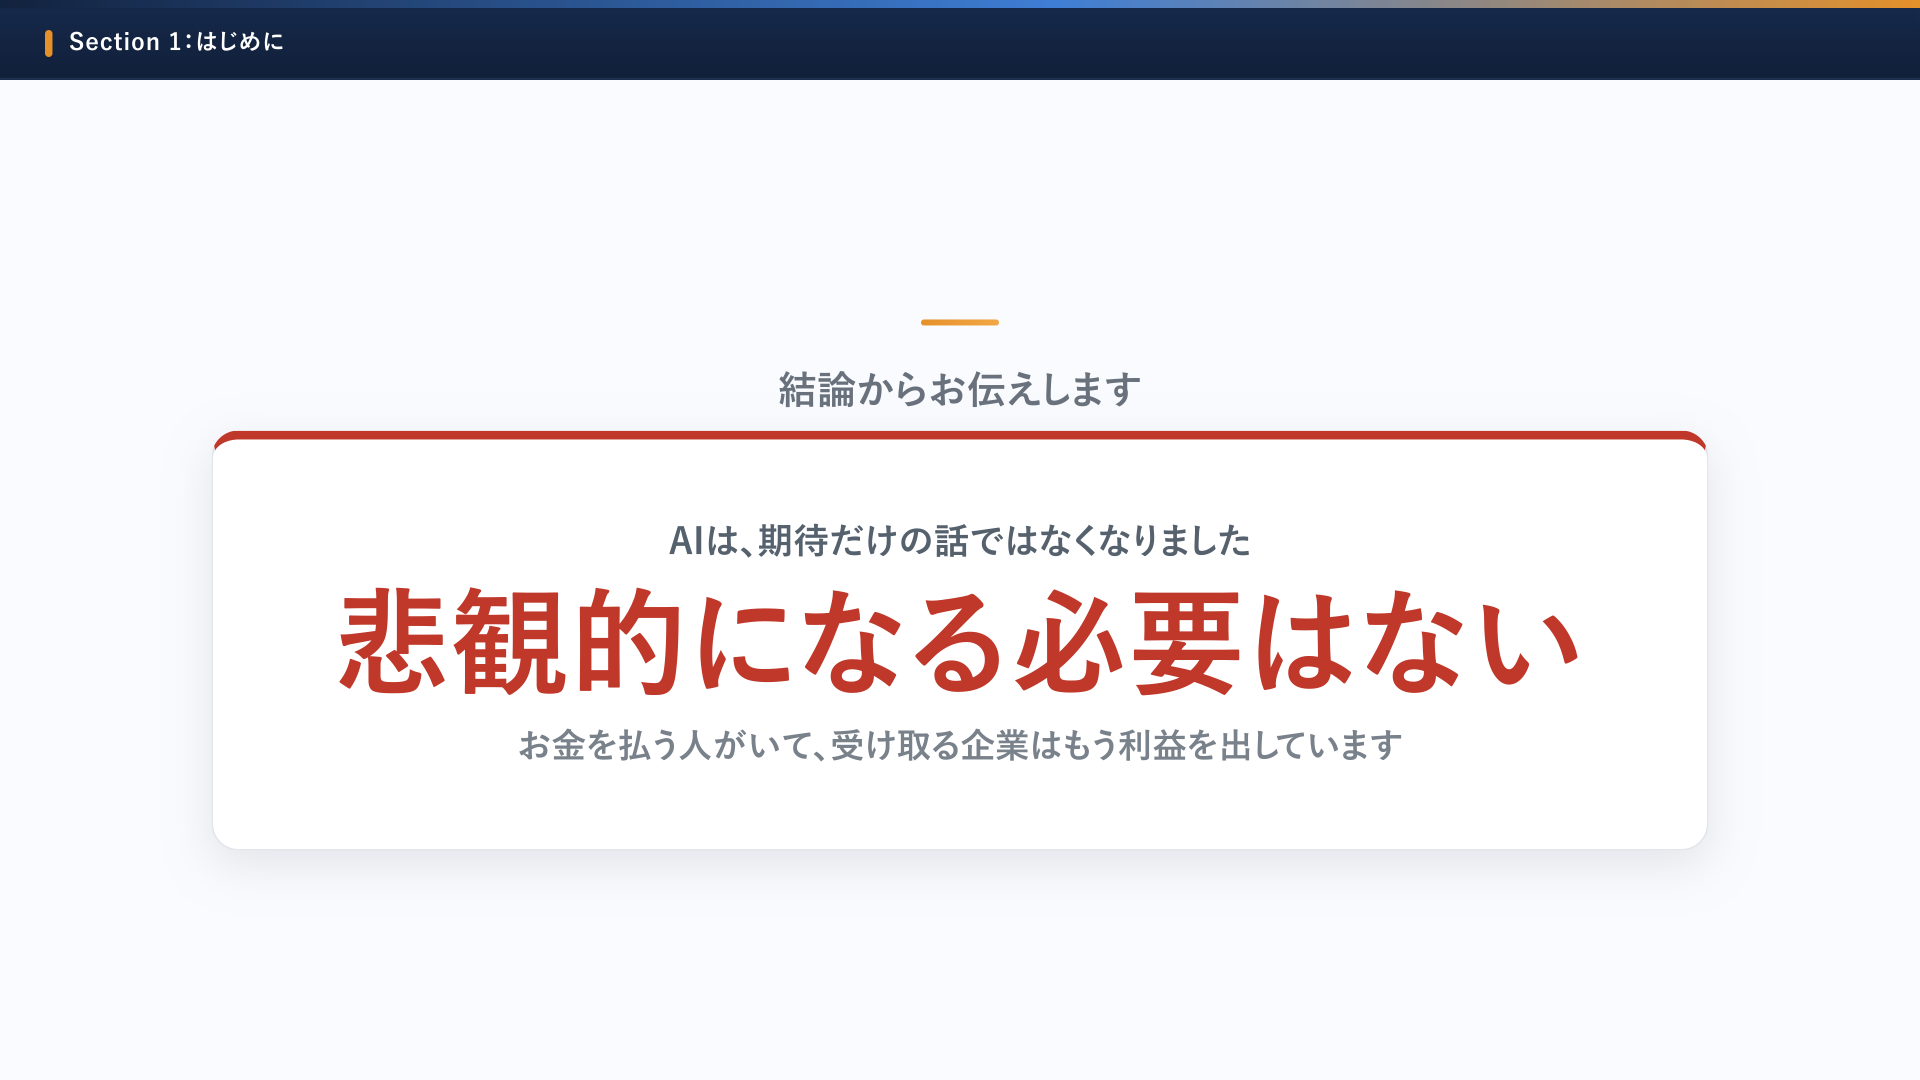 Section 1：はじめに
結論からお伝えします
AIは、期待だけの話ではなくなりました
悲観的になる必要はない
お金を払う人がいて、受け取る企業はもう利益を出しています